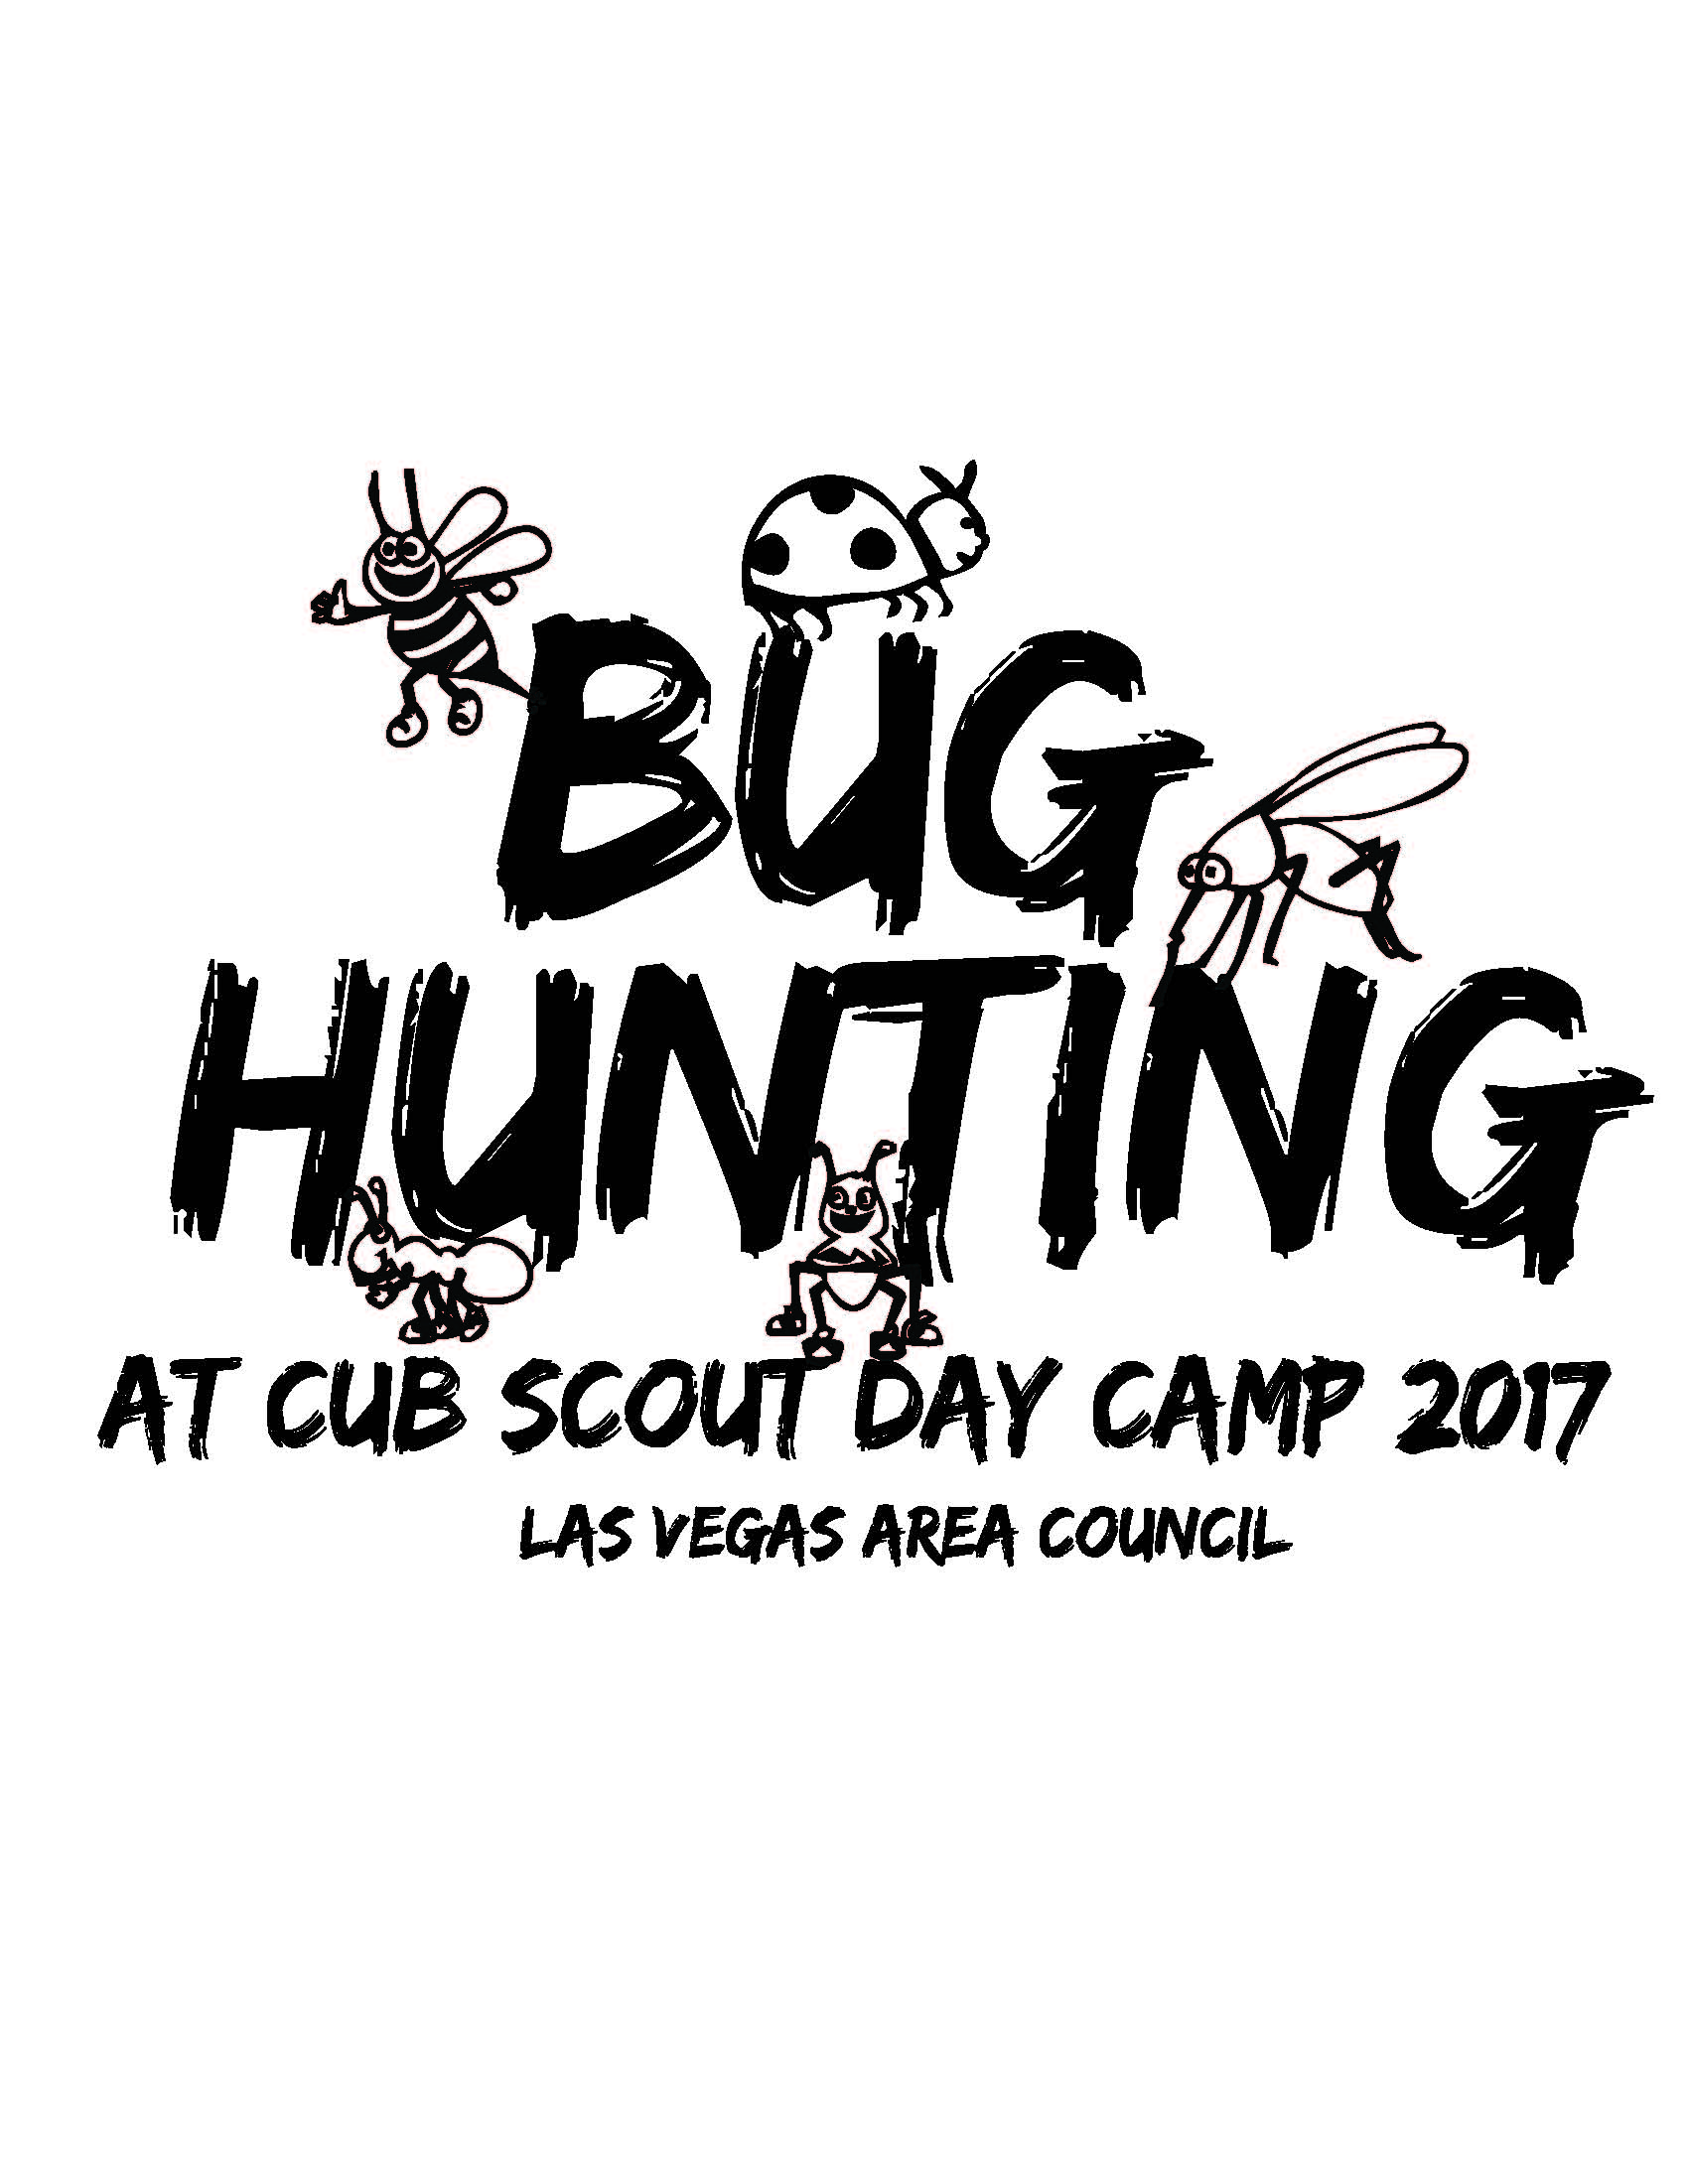 BUG
HUNTING
AT CUB SCOUT DAY CAMP 2017
LAS VEGAS AREA COUNCIL